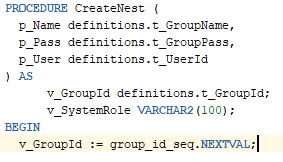 PROCEDURE CreateNest (
p_Name definitions.t_GroupName,
p_Pass definitions.t_GroupPass,
p_User definitions.t_UserId
) AS
v_GroupId definitions.t_GroupId;
v_SystemRole VARCHAR2(100);
BEGIN
v_GroupId := group_id_seq.NEXTVAL;